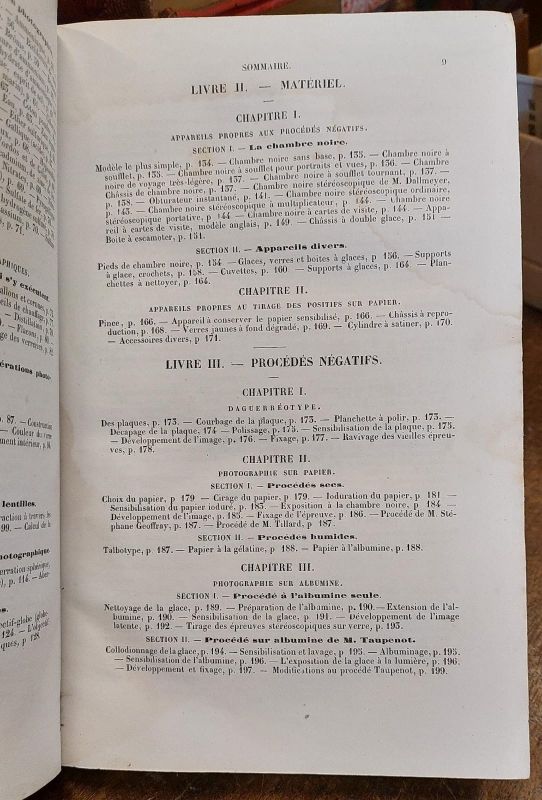 SOMMAIRE. 9
LIVRE II. — MATÉRIEL.
CHAPITRE I.
APPAREILS PROPRES AUX PROCÉDÉS NÉGATIFS.
SECTION I. — La chambre noire.
Modèle le plus simple, p. 134. — Chambre noire sans base, p. 135. — Chambre noire à
soufflet, p. 135. — Chambre noire à soufflet pour portraits et vues, p. 136. — Chambre
noire de voyage très-légère, p. 137. — Chambre noire à soufflet tournant, p. 137. —
Châssis de chambre noire, p. 137. — Chambre noire stéréoscopique de M. Dallmeyer,
p. 138. — Obturateur instantané, p. 141. — Chambre noire stéréoscopique ordinaire,
p. 143. — Chambre noire stéréoscopique à multiplicateur, p 144. — Chambre noire
stéréoscopique portative, p 144. — Chambre noire à cartes de visite, p. 144. — Appa-
reil à cartes de visite, modèle anglais, p. 149. — Châssis à double glace, p. 151 —
Boîte à escamoter, p. 151.
SECTION II. — Appareils divers.
Pieds de chambre noire, p. 154 — Glaces, verres et boîtes à glaces, p 156. — Supports
à glace, crochets, p. 158. — Cuvettes, p. 160 — Supports à glaces, p. 164. — Plan-
chettes à nettoyer, p 164.
CHAPITRE II.
APPAREILS PROPRES AU TIRAGE DES POSITIFS SUR PAPIER.
Pince, p. 166. — Appareil à conserver le papier sensibilisé, p. 166. — Châssis à repro-
duction, p. 168. — Verres jaunes à fond dégradé, p. 169. — Cylindre à satiner, p. 170.
— Accessoires divers, p 171.
LIVRE III. — PROCÉDÉS NÉGATIFS.
CHAPITRE I.
DAGUERRÉOTYPE.
Des plaques, p. 173. — Courbage de la plaque, p. 173. — Planchette à polir, p. 173. —
Décapage de la plaque, 174 — Polissage, p. 175. — Sensibilisation de la plaque, p. 175.
— Développement de l'image, p. 176. — Fixage, p. 177. — Ravivage des vieilles épreu-
ves, p. 178.
CHAPITRE II.
PHOTOGRAPHIE SUR PAPIER.
SECTION I. — Procédés secs.
Choix du papier, p 179 — Cirage du papier, p. 179. — Ioduration du papier, p 181 —
Sensibilisation du papier ioduré, p. 183. — Exposition à la chambre noire, p 184 —
Développement de l'image, p. 185. — Fixage de l'épreuve. p. 186. — Procédé de M. Sté-
phane Geoffray, p. 187. — Procédé de M. Tillard, p 187.
SECTION II. — Procédés humides.
Talbotype, p. 187. — Papier à la gélatine, p 188. — Papier à l'albumine, p. 188.
CHAPITRE III.
PHOTOGRAPHIE SUR ALBUMINE.
SECTION I. — Procédé à l'albumine seule.
Nettoyage de la glace, p. 189. — Préparation de l'albumine, p. 190. — Extension de l'al-
bumine, p. 190. — Sensibilisation de la glace, p. 191. — Développement de l'image
latente, p. 192. — Tirage des épreuves stéréoscopiques sur verre, p. 193.
SECTION II. — Procédé sur albumine de M. Taupenot.
Collodionnage de la glace, p. 194. — Sensibilisation et lavage, p. 195. — Albuminage, p. 195.
— Sensibilisation de l'albumine, p. 196. — L'exposition de la glace à la lumière, p. 196.
— Développement et fixage, p. 197. — Modifications au procédé Taupenot, p. 199.